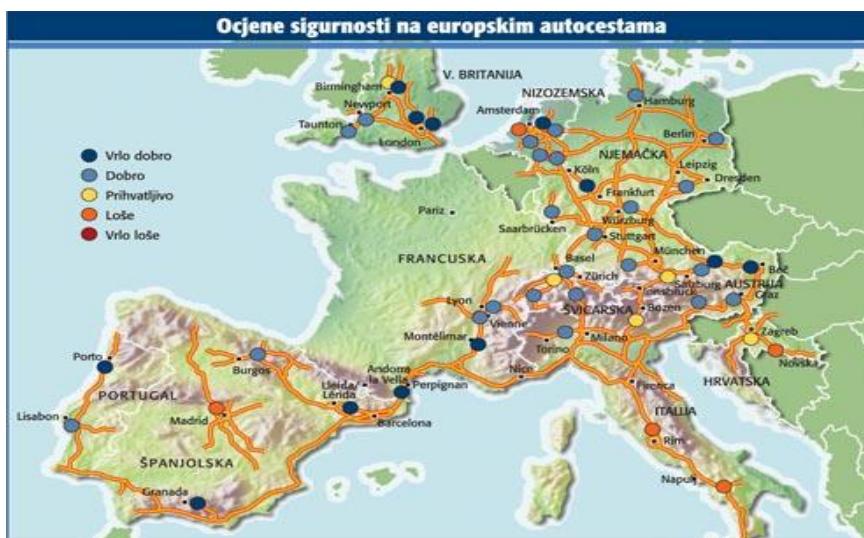 Ocjene sigurnosti na europskim autocestama
Birmingham
V. BRITANIJA
Newport
Taunton
London
NIZOZEMSKA
Amsterdam
Hamburg
Berlin
NJEMAČKA
Köln
Leipzig
Dresden
Frankfurt
Würzburg
Saarbrücken
Stuttgart
München
Vrlo dobro
Dobro
Prihvatljivo
Loše
Vrlo loše
Pariz
FRANCUSKA
Basel
Zürich
Salzburg
Beč
AUSTRIJA
Innsbruck
Graz
Lyon
Vienne
ŠVICARSKA
Bozen
Montélimar
Torino
Milano
Zagreb
Novska
HRVATSKA
Nica
Firenca
ITALIJA
Rim
Napulj
Porto
PORTUGAL
Burgos
Lleida/
Lérida
Andorra
la Vella
Perpignan
Barcelona
Madrid
Lisabon
ŠPANJOLSKA
Granada